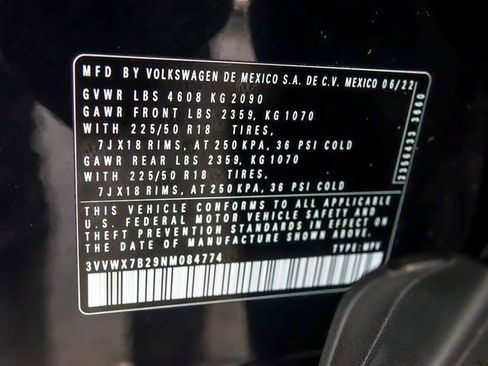 MFD BY VOLKSWAGEN DE MEXICO S.A. DE C.V. MEXICO 06/22
GVWR LBS 4608 KG 2090
GAWR FRONT LBS 2359, KG 1070
WITH 225/50 R18 TIRES,
7JX18 RIMS, AT 250 KPA, 36 PSI COLD
GAWR REAR LBS 2359, KG 1070
WITH 225/50 R18 TIRES,
7JX18 RIMS, AT 250 KPA, 36 PSI COLD
THIS VEHICLE CONFORMS TO ALL APPLICABLE
U.S. FEDERAL MOTOR VEHICLE SAFETY AND
THEFT PREVENTION STANDARDS IN EFFECT ON
THE DATE OF MANUFACTURE SHOWN ABOVE.
3VVWX7B29NM084774 TYPE: MPV